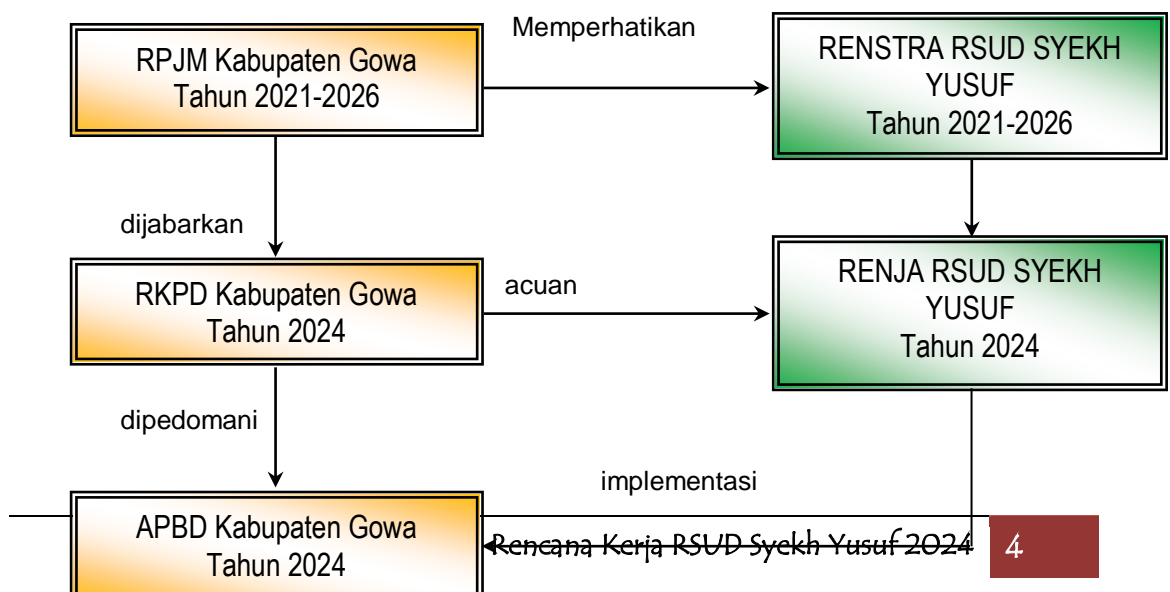 Memperhatikan
RPJM Kabupaten Gowa
Tahun 2021-2026
RENSTRA RSUD SYEKH
YUSUF
Tahun 2021-2026
dijabarkan
RKPD Kabupaten Gowa
Tahun 2024
acuan
RENJA RSUD SYEKH
YUSUF
Tahun 2024
dipedomani
implementasi
APBD Kabupaten Gowa
Tahun 2024
Rencana Kerja RSUD Syekh Yusuf 2024
4